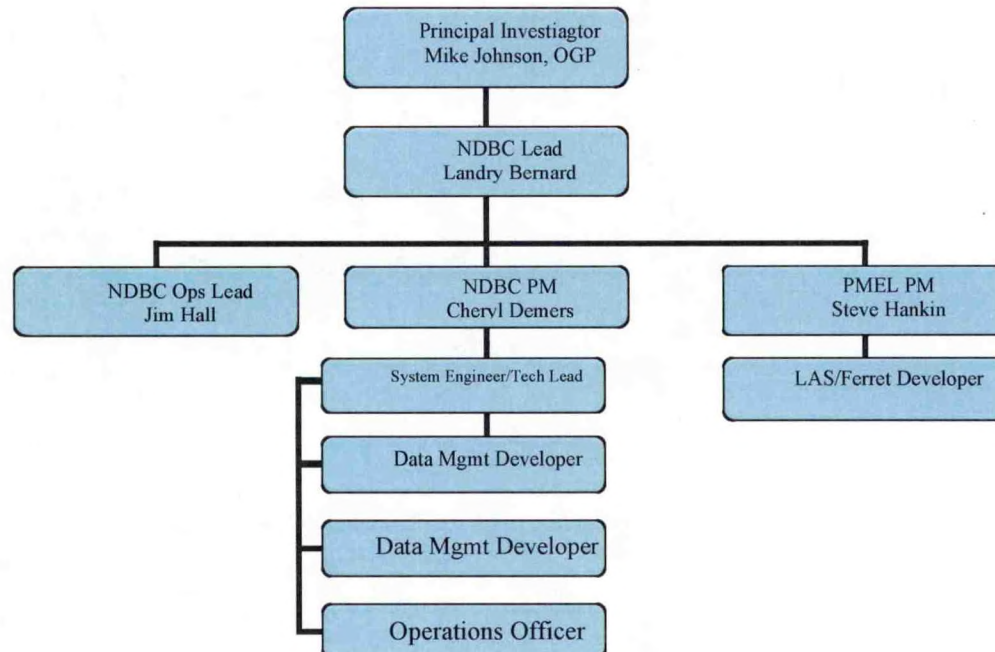 Principal Investiagtor
Mike Johnson, OGP
NDBC Lead
Landry Bernard
NDBC Ops Lead
Jim Hall
NDBC PM
Cheryl Demers
PMEL PM
Steve Hankin
System Engineer/Tech Lead
LAS/Ferret Developer
Data Mgmt Developer
Data Mgmt Developer
Operations Officer